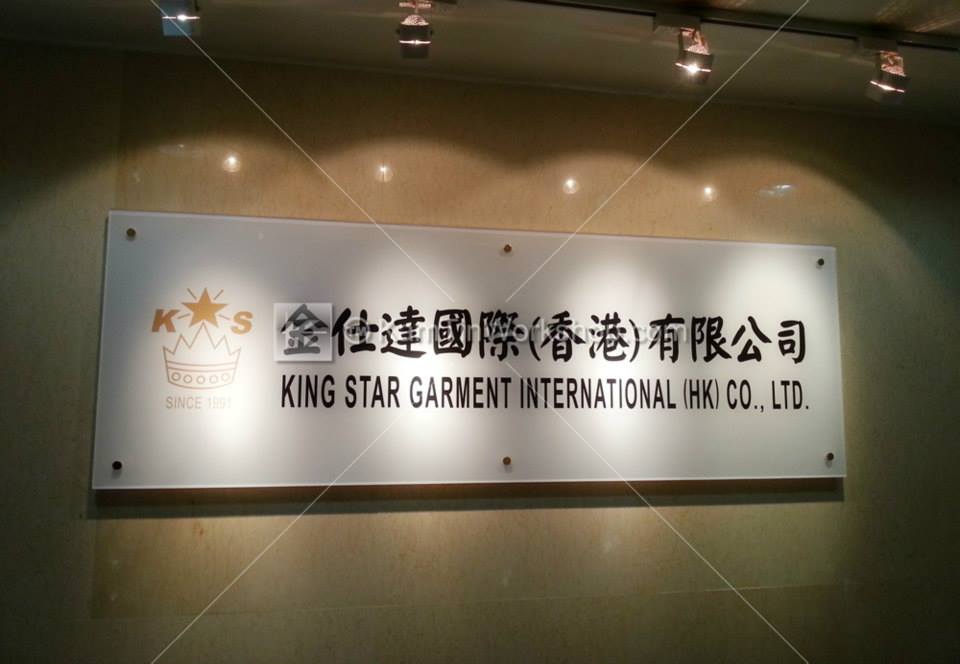 K S
SINCE 1991
金仕達國際(香港)有限公司
KING STAR GARMENT INTERNATIONAL (HK) CO., LTD.